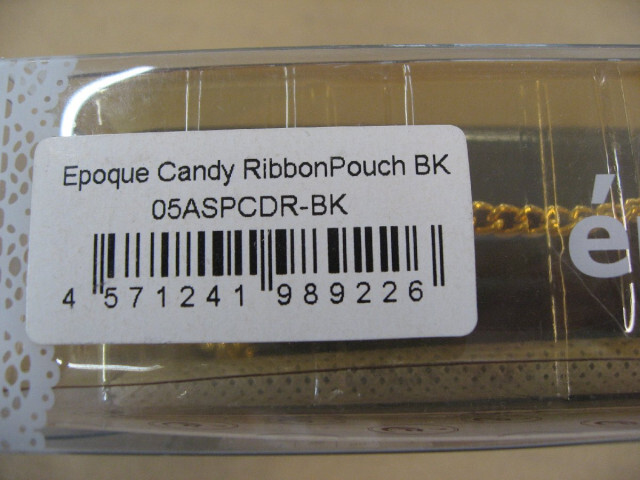 Epoque Candy RibbonPouch BK
05ASPCDR-BK
4 571241 989226